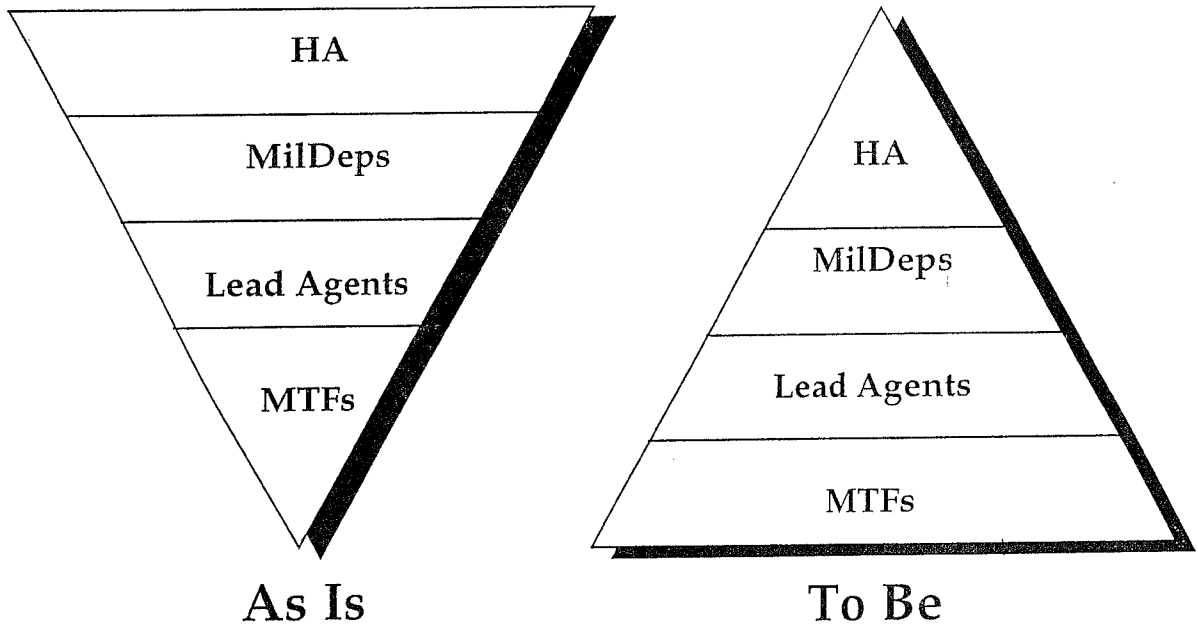 HA
MilDeps
Lead Agents
MTFs
As Is
HA
MilDeps
Lead Agents
MTFs
To Be